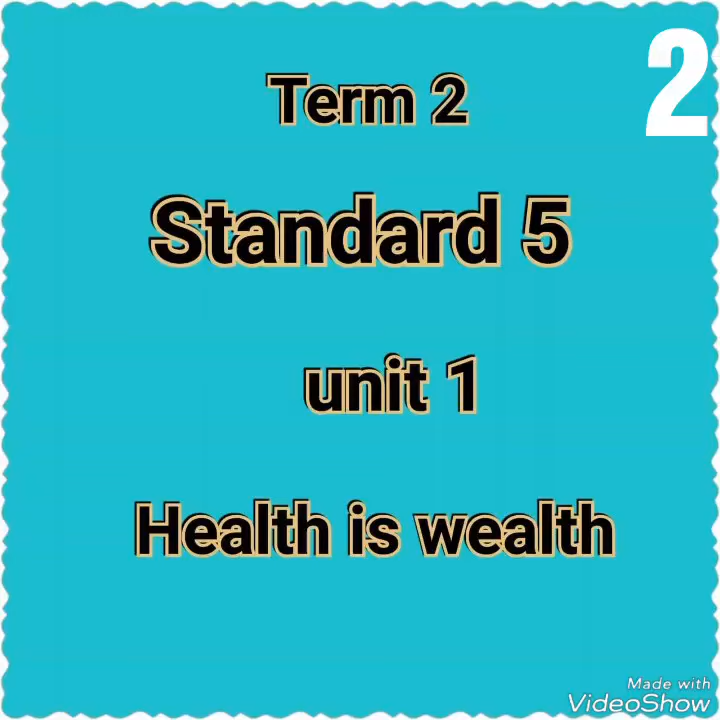 2
Term 2
Standard 5
unit 1
Health is wealth
Made with
VideoShow